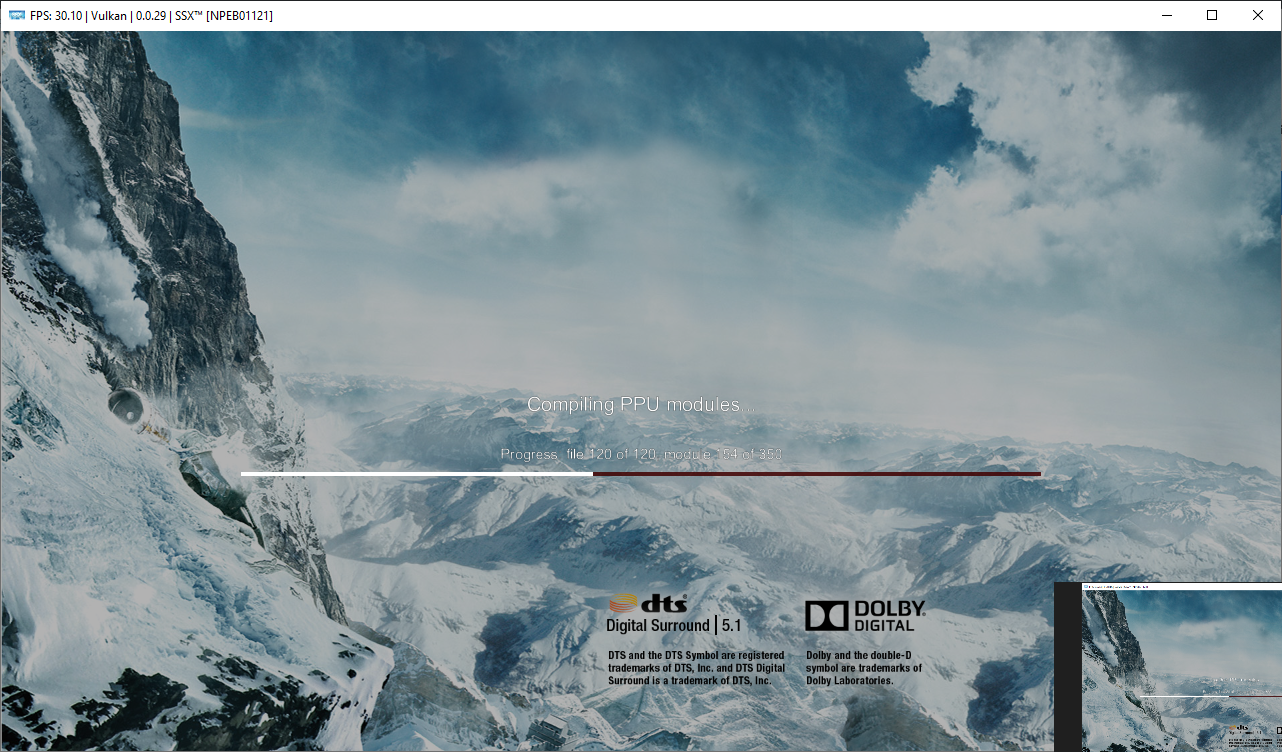 FPS: 30.10 | Vulkan | 0.0.29 | SSX™ [NPEB01121]
Compiling PPU modules...
Progress: file 120 of 120, module 154 of 350
dts
Digital Surround | 5.1
DTS and the DTS Symbol are registered
trademarks of DTS, Inc. and DTS Digital
Surround is a trademark of DTS, Inc.
DOLBY
DIGITAL
Dolby and the double-D
symbol are trademarks of
Dolby Laboratories.